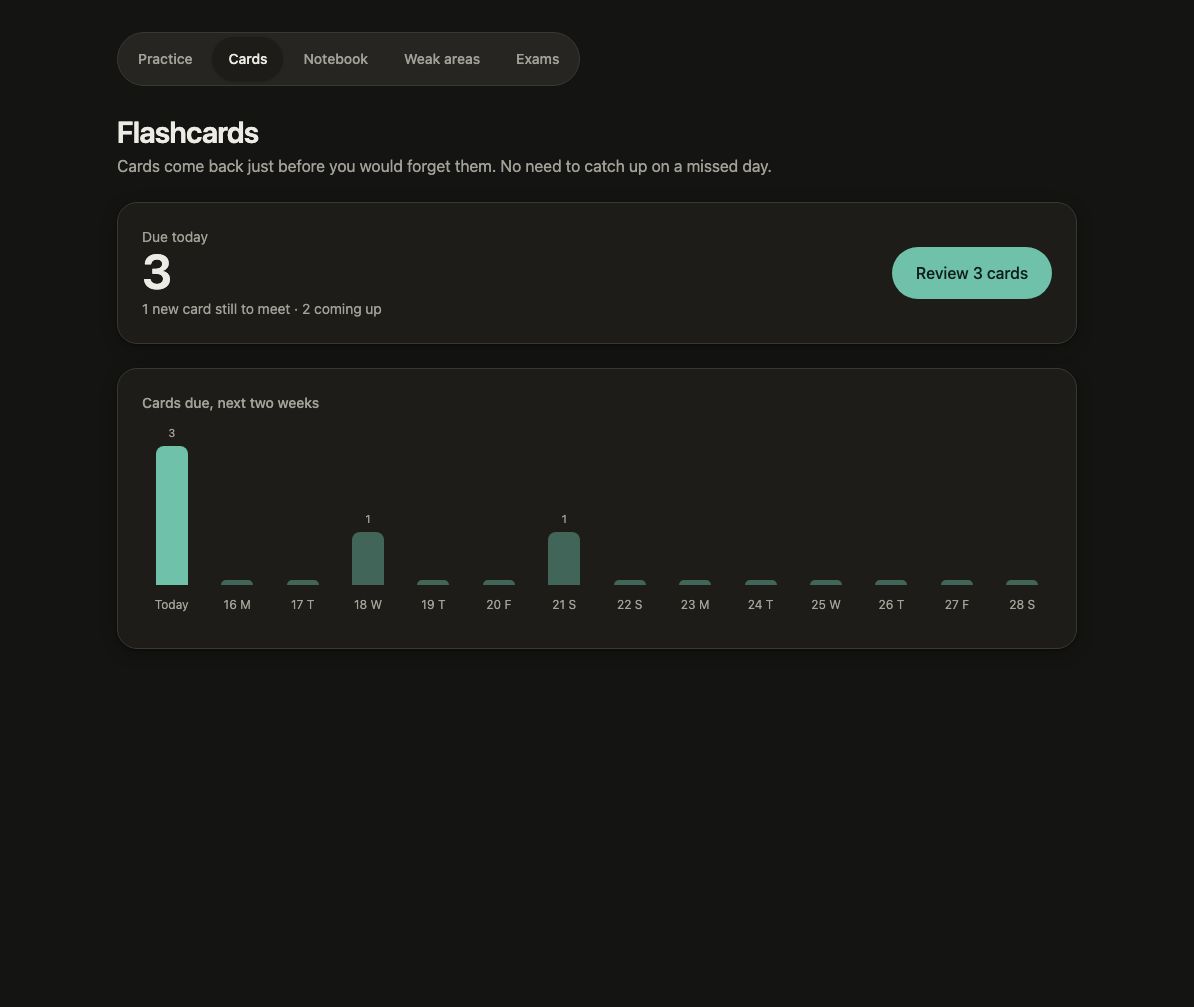 Practice Cards Notebook Weak areas Exams
Flashcards
Cards come back just before you would forget them. No need to catch up on a missed day.
Due today
3
1 new card still to meet · 2 coming up
Review 3 cards
Cards due, next two weeks
3
1 1
Today 16 M 17 T 18 W 19 T 20 F 21 S 22 S 23 M 24 T 25 W 26 T 27 F 28 S